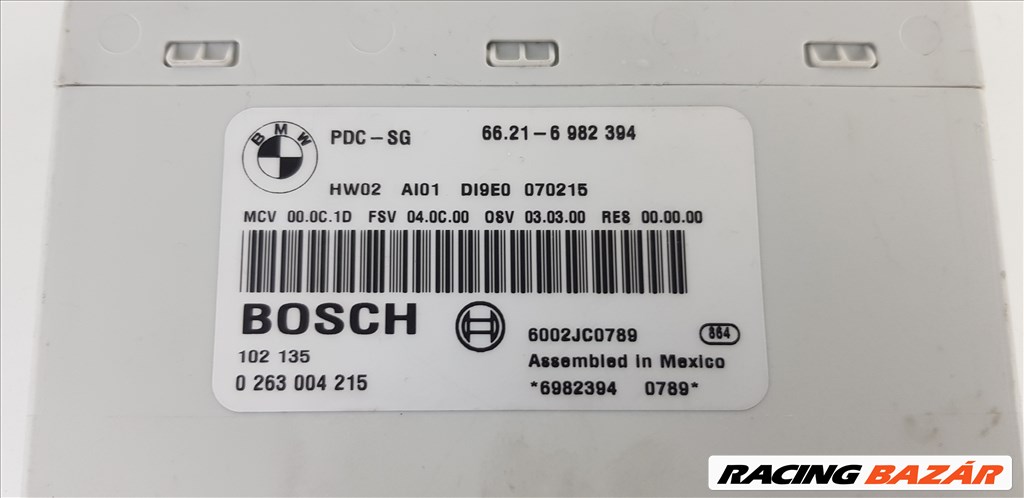 BMW
PDC-SG 66.21-6 982 394
HW02 AI01 DI9E0 070215
MCV 00.0C.1D FSV 04.0C.00 OSV 03.03.00 RES 00.00.00
BOSCH
6002JC0789 864
102 135
Assembled in Mexico
0 263 004 215
*6982394 0789*
RACING BAZÁR